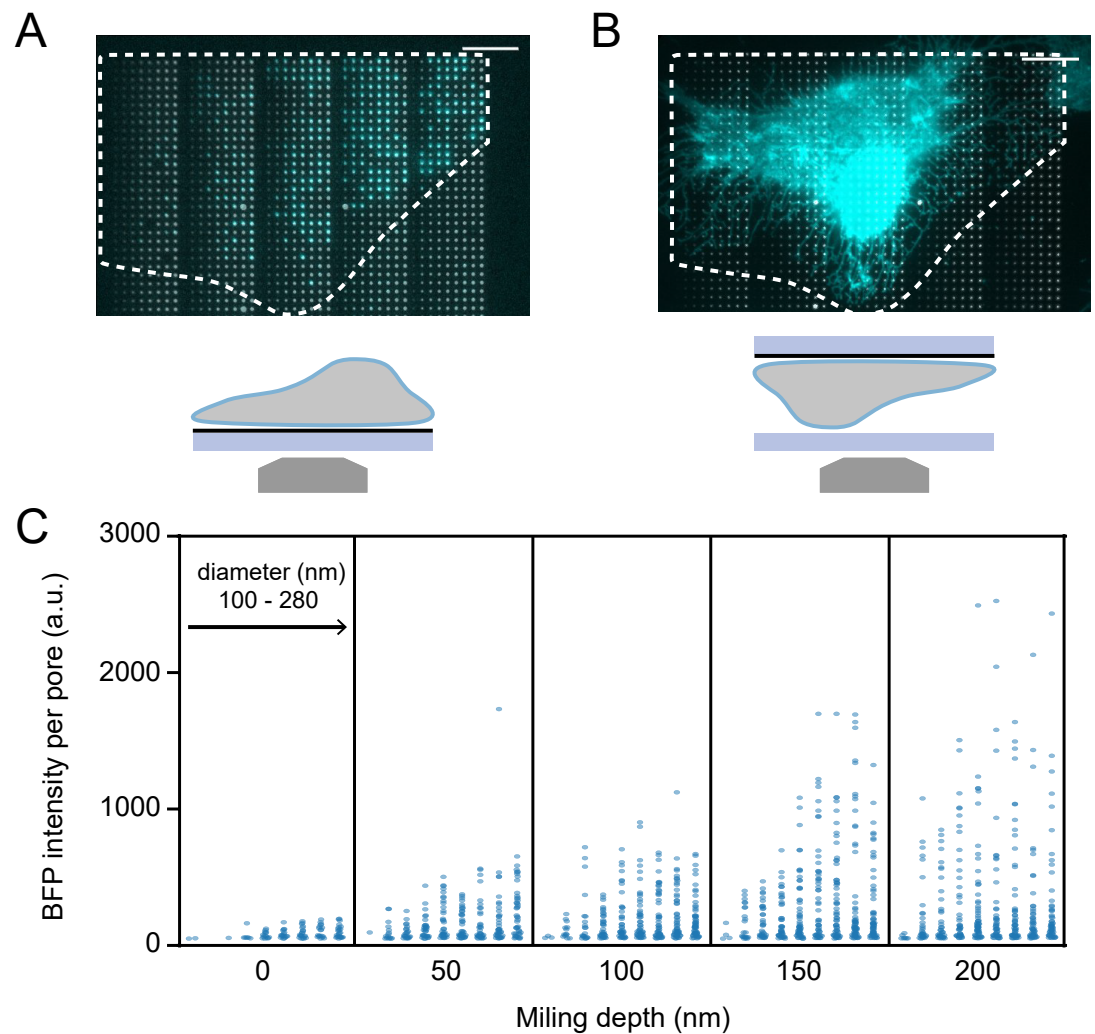 A
B
C
3000
2000
1000
0
BFP intensity per pore (a.u.)
diameter (nm)
100 - 280
0
50
100
150
200
Miling depth (nm)